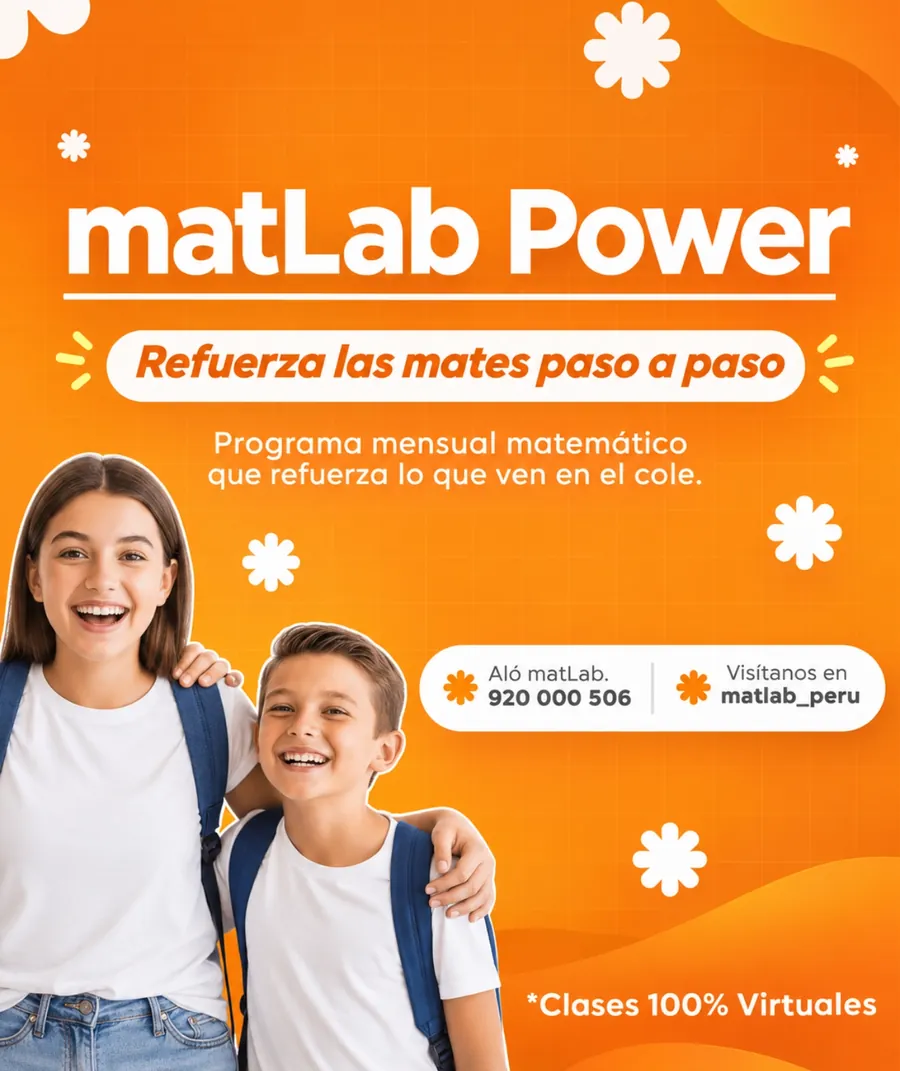 matLab Power
Refuerza las mates paso a paso
Programa mensual matemático
que refuerza lo que ven en el cole.
Aló matLab.
920 000 506
Visítanos en
matlab_peru
*Clases 100% Virtuales